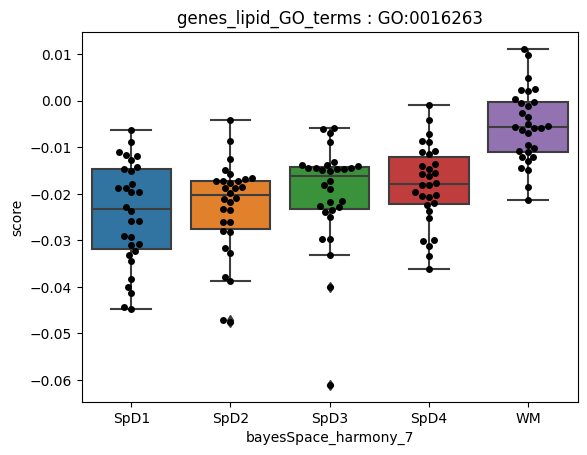 genes_lipid_GO_terms : GO:0016263
0.01
0.00
−0.01
−0.02
−0.03
−0.04
−0.05
−0.06
score
SpD1 SpD2 SpD3 SpD4 WM
bayesSpace_harmony_7